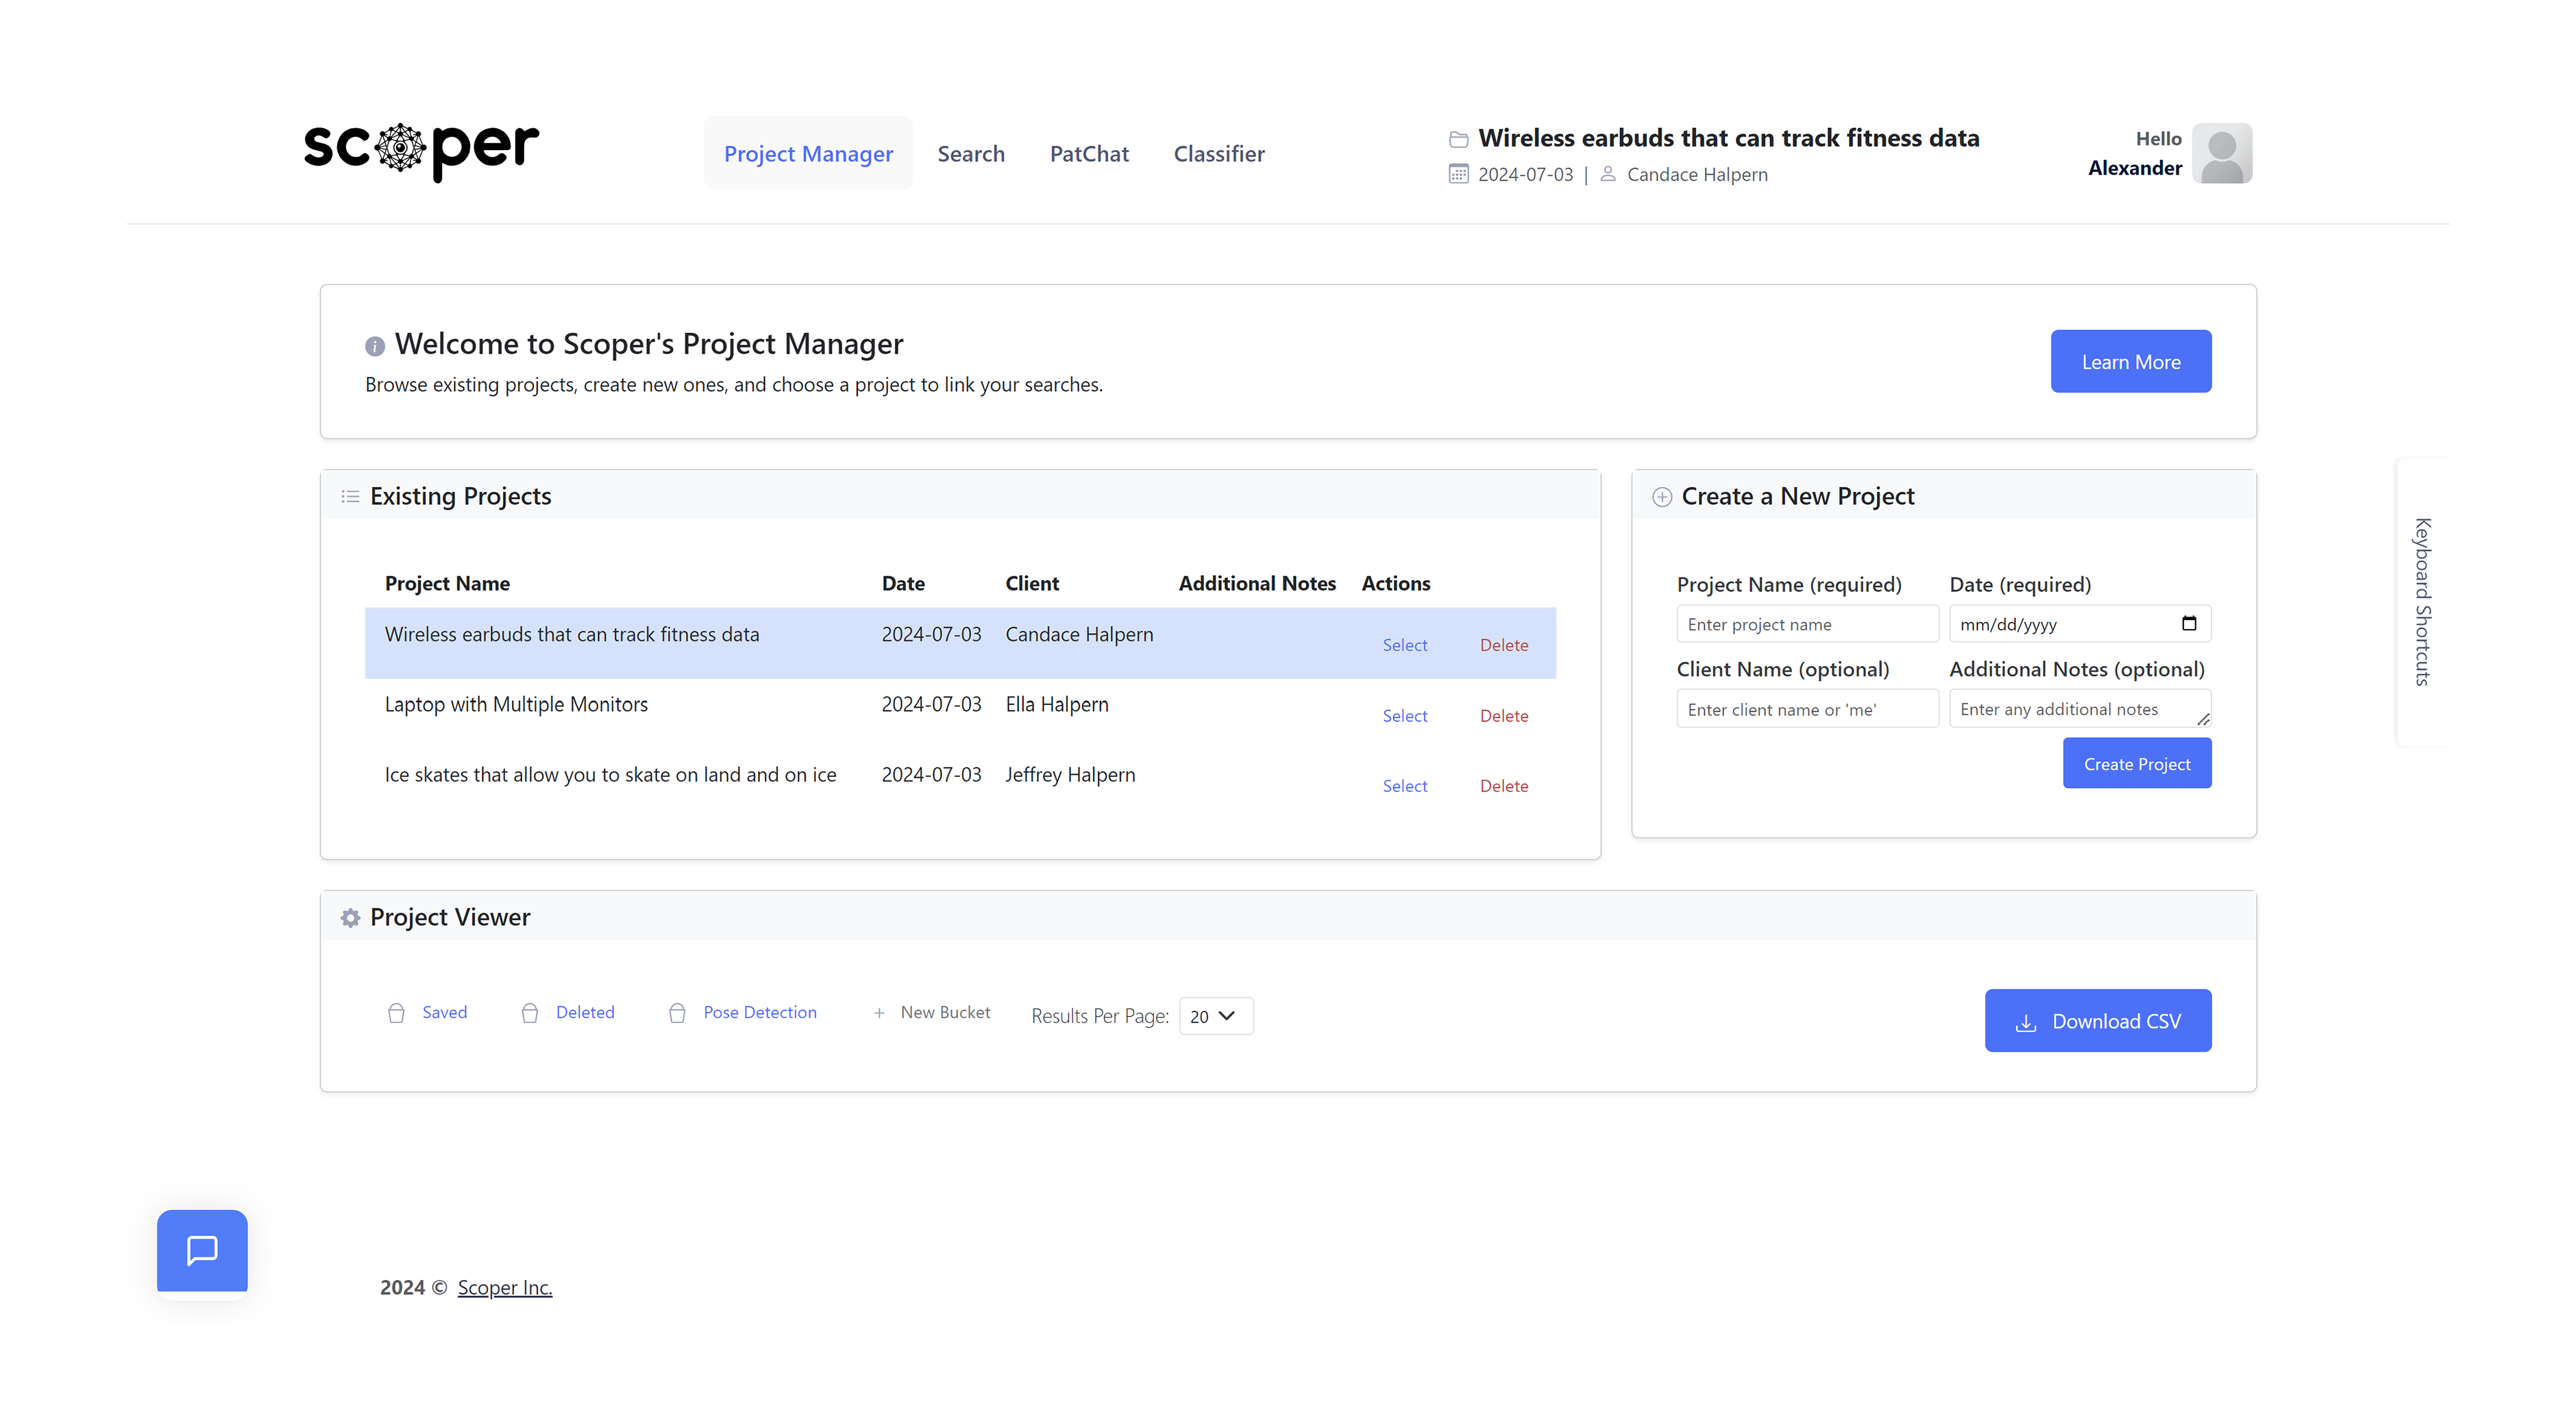 scoper
Project Manager
Search
PatChat
Classifier
Wireless earbuds that can track fitness data
2024-07-03 | Candace Halpern
Hello
Alexander
Welcome to Scoper's Project Manager
Browse existing projects, create new ones, and choose a project to link your searches.
Learn More
Existing Projects
Project Name Date Client Additional Notes Actions
Wireless earbuds that can track fitness data 2024-07-03 Candace Halpern Select Delete
Laptop with Multiple Monitors 2024-07-03 Ella Halpern Select Delete
Ice skates that allow you to skate on land and on ice 2024-07-03 Jeffrey Halpern Select Delete
Create a New Project
Project Name (required) Date (required)
Enter project name mm/dd/yyyy
Client Name (optional) Additional Notes (optional)
Enter client name or 'me' Enter any additional notes
Create Project
Keyboard Shortcuts
Project Viewer
Saved Deleted Pose Detection + New Bucket Results Per Page: 20
Download CSV
2024 © Scoper Inc.